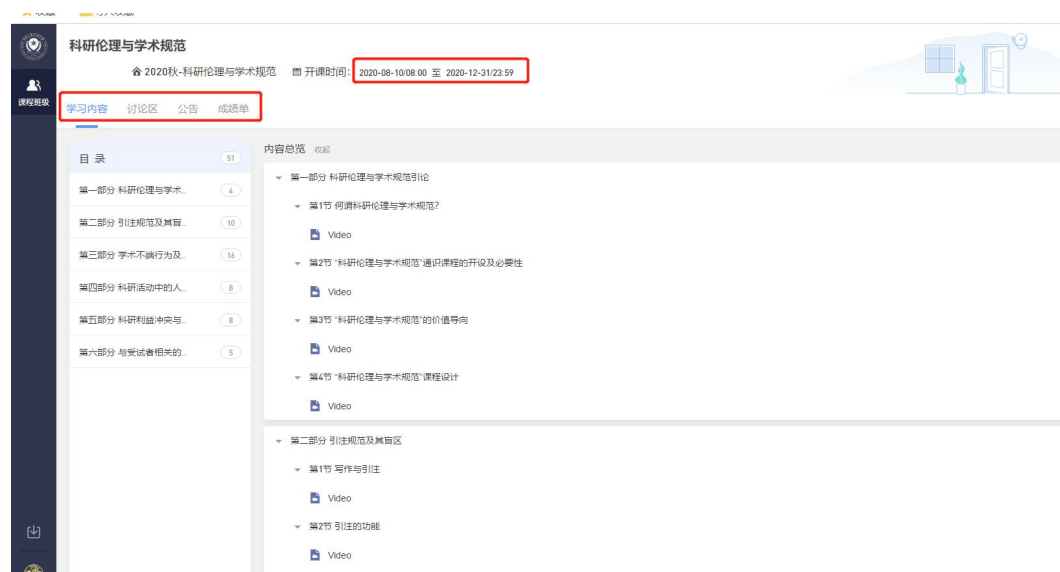 科研伦理与学术规范
2020秋-科研伦理与学术规范 开课时间: 2020-08-10/08:00 至 2020-12-31/23:59
课程班级
学习内容 讨论区 公告 成绩单
目录 51
第一部分 科研伦理与学术... 4
第二部分 引注规范及其盲... 10
第三部分 学术不端行为及... 16
第四部分 科研活动中的人... 8
第五部分 科研利益冲突与... 8
第六部分 与受试者相关的... 5
内容总览 收起
第一部分 科研伦理与学术规范引论
第1节 何谓科研伦理与学术规范?
Video
第2节 “科研伦理与学术规范”通识课程的开设及必要性
Video
第3节 “科研伦理与学术规范”的价值导向
Video
第4节 “科研伦理与学术规范”课程设计
Video
第二部分 引注规范及其盲区
第1节 写作与引注
Video
第2节 引注的功能
Video